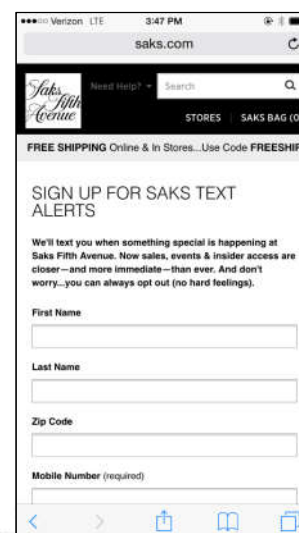 Verizon LTE 3:47 PM
saks.com
Saks
Fifth
Avenue
Need Help?
Search
STORES SAKS BAG (0
FREE SHIPPING Online & In Stores...Use Code FREESHIP
SIGN UP FOR SAKS TEXT
ALERTS
We'll text you when something special is happening at
Saks Fifth Avenue. Now sales, events & insider access are
closer—and more immediate—than ever. And don't
worry...you can always opt out (no hard feelings).
First Name
Last Name
Zip Code
Mobile Number (required)